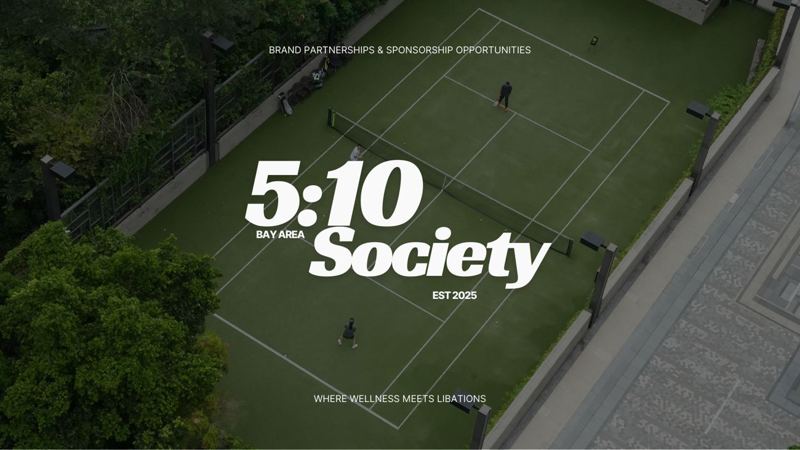 BRAND PARTNERSHIPS & SPONSORSHIP OPPORTUNITIES
5:10
BAY AREA
Society
EST 2025
WHERE WELLNESS MEETS LIBATIONS